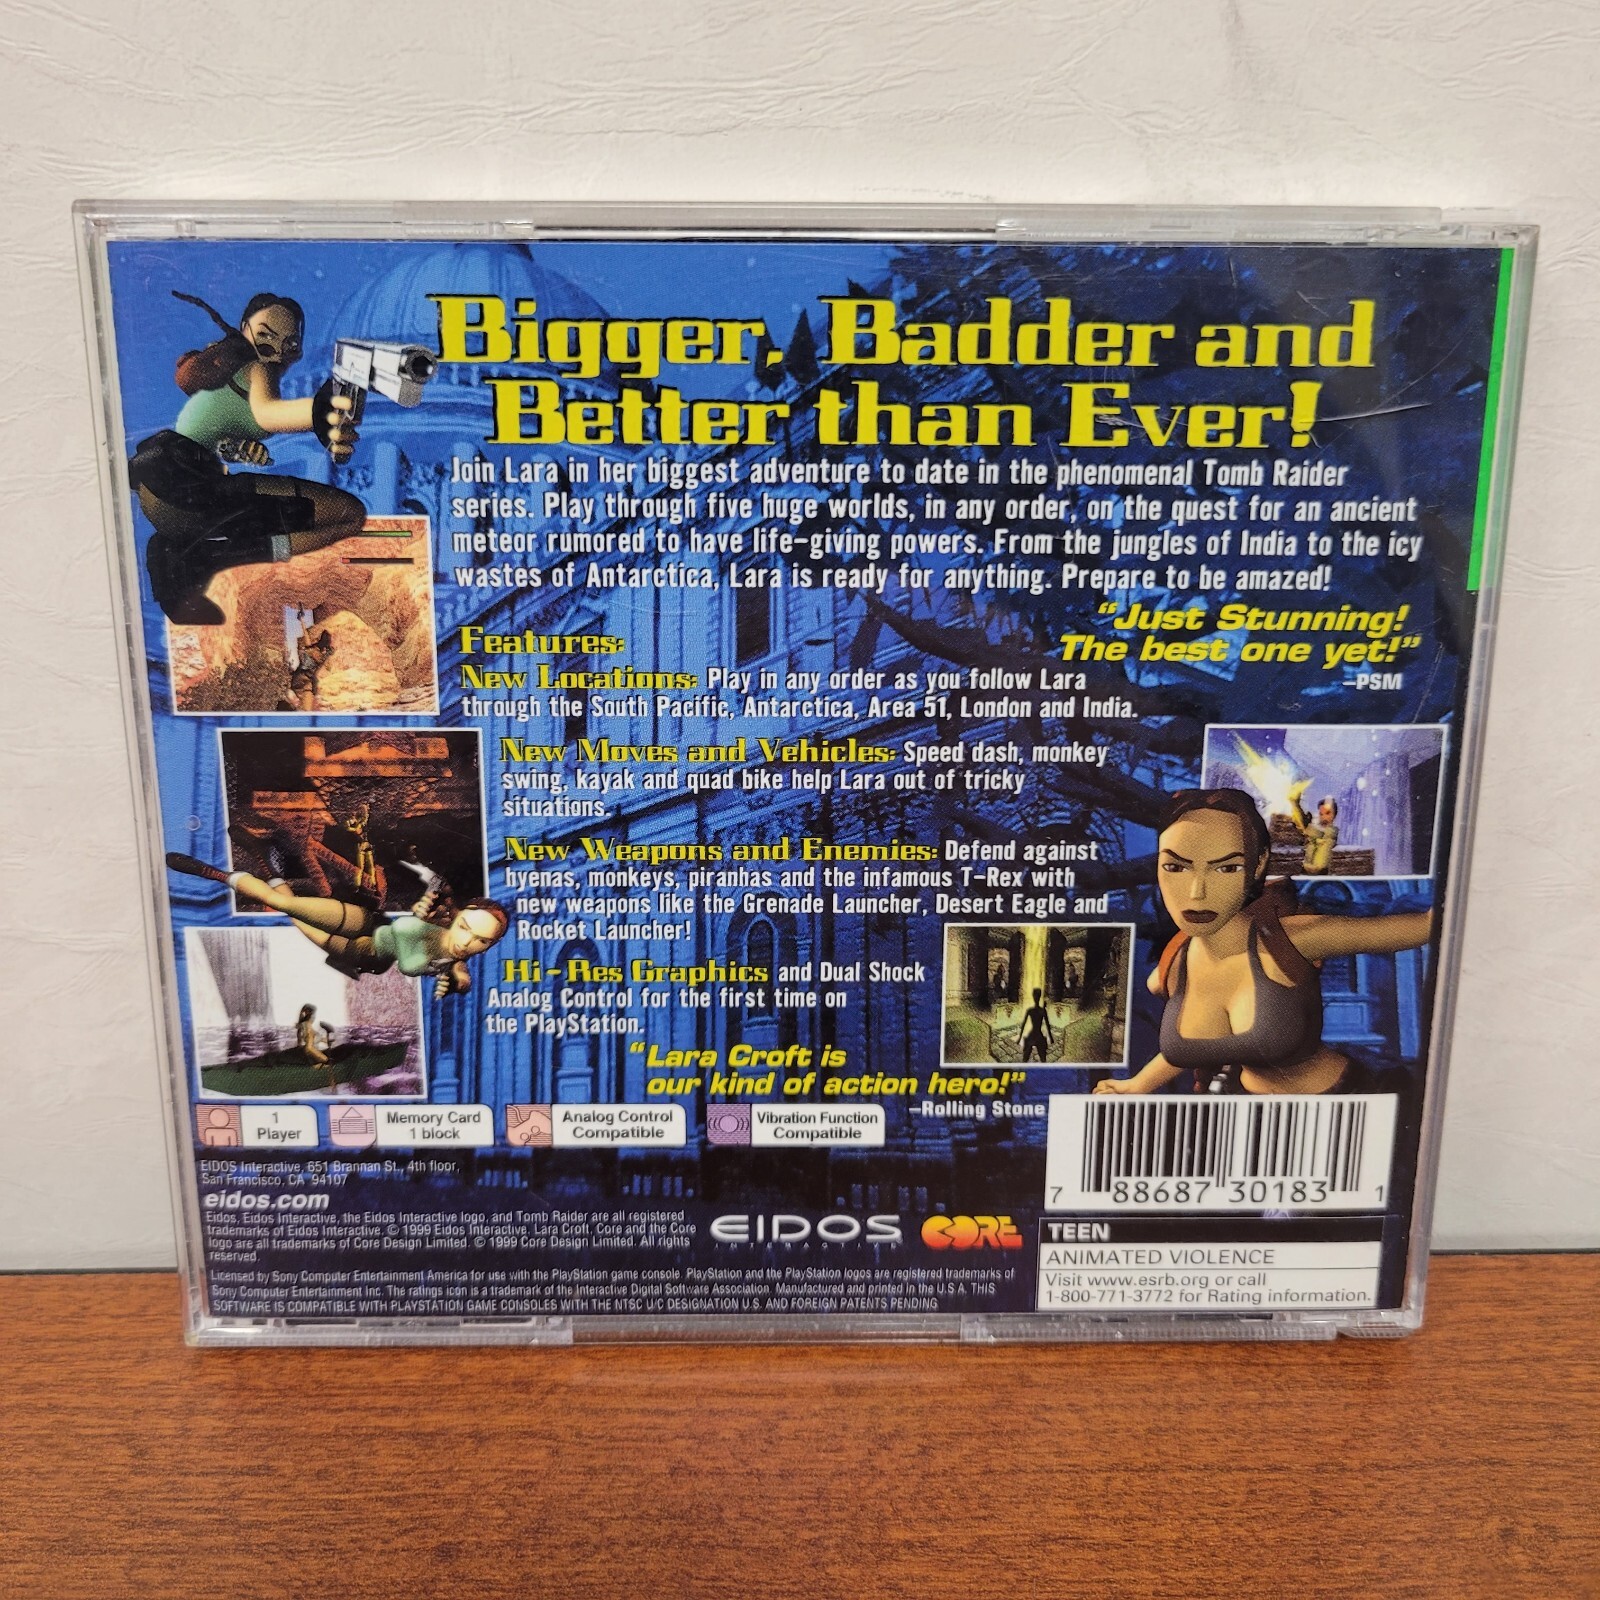 Bigger, Badder and
Better than Ever!
Join Lara in her biggest adventure to date in the phenomenal Tomb Raider
series. Play through five huge worlds, in any order, on the quest for an ancient
meteor rumored to have life-giving powers. From the jungles of India to the icy
wastes of Antarctica, Lara is ready for anything. Prepare to be amazed!
"Just Stunning!
The best one yet!"
–PSM
Features:
New Locations: Play in any order as you follow Lara
through the South Pacific, Antarctica, Area 51, London and India.
New Moves and Vehicles: Speed dash, monkey
swing, kayak and quad bike help Lara out of tricky
situations.
New Weapons and Enemies: Defend against
hyenas, monkeys, piranhas and the infamous T-Rex with
new weapons like the Grenade Launcher, Desert Eagle and
Rocket Launcher!
Hi-Res Graphics and Dual Shock
Analog Control for the first time on
the PlayStation.
"Lara Croft is
our kind of action hero!"
–Rolling Stone
1
Player
Memory Card
1 block
Analog Control
Compatible
Vibration Function
Compatible
EIDOS Interactive, 651 Brannan St., 4th floor,
San Francisco, CA 94107
eidos.com
Eidos, Eidos Interactive, the Eidos Interactive logo, and Tomb Raider are all registered
trademarks of Eidos Interactive. © 1999 Eidos Interactive. Lara Croft, Core and the Core
logo are all trademarks of Core Design Limited. © 1999 Core Design Limited. All rights
reserved.
EIDOS
INTERACTIVE
CORE
Licensed by Sony Computer Entertainment America for use with the PlayStation game console. PlayStation and the PlayStation logos are registered trademarks of
Sony Computer Entertainment Inc. The ratings icon is a trademark of the Interactive Digital Software Association. Manufactured and printed in the U.S.A. THIS
SOFTWARE IS COMPATIBLE WITH PLAYSTATION GAME CONSOLES WITH THE NTSC U/C DESIGNATION U.S. AND FOREIGN PATENTS PENDING
7 88687 30183 1
TEEN
ANIMATED VIOLENCE
Visit www.esrb.org or call
1-800-771-3772 for Rating information.